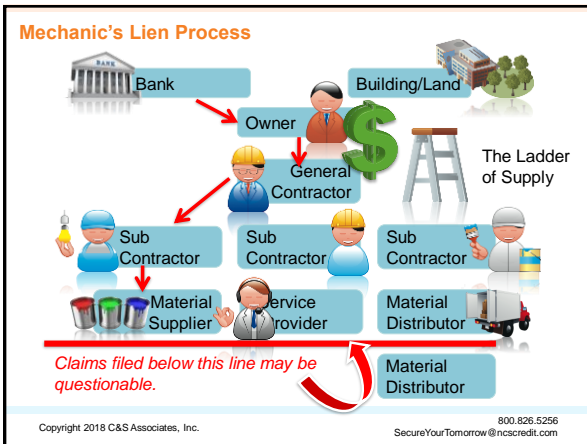 Mechanic's Lien Process
BANK
Bank
Building/Land
Owner
$
General
Contractor
The Ladder
of Supply
Sub
Contractor
Sub
Contractor
Sub
Contractor
Material
Supplier
ervice
rovider
Material
Distributor
Claims filed below this line may be
questionable.
Material
Distributor
Copyright 2018 C&S Associates, Inc.
800.826.5256
SecureYourTomorrow@ncscredit.com